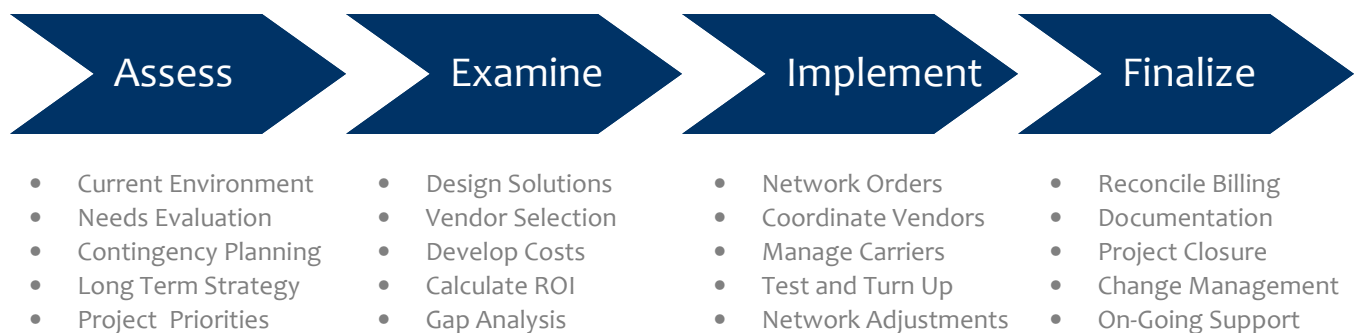 Assess
Examine
Implement
Finalize
• Current Environment
• Needs Evaluation
• Contingency Planning
• Long Term Strategy
• Project Priorities
• Design Solutions
• Vendor Selection
• Develop Costs
• Calculate ROI
• Gap Analysis
• Network Orders
• Coordinate Vendors
• Manage Carriers
• Test and Turn Up
• Network Adjustments
• Reconcile Billing
• Documentation
• Project Closure
• Change Management
• On-Going Support